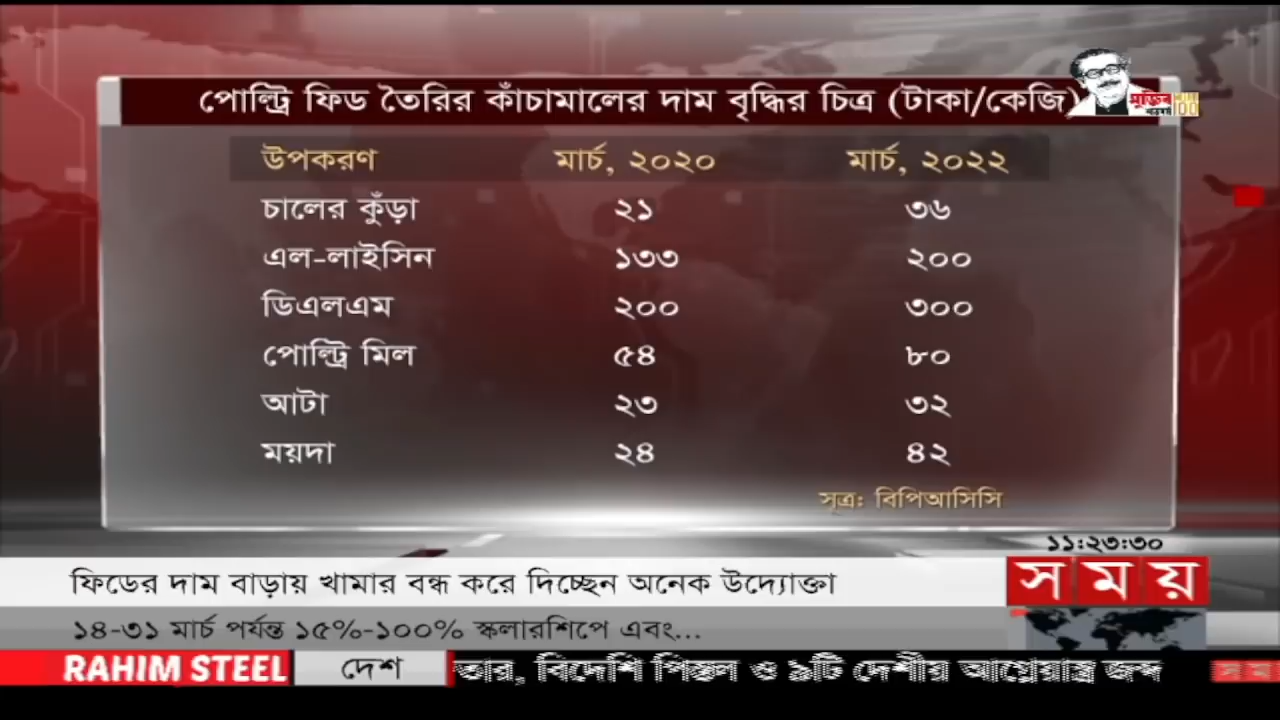 পোল্ট্রি ফিড তৈরির কাঁচামালের দাম বৃদ্ধির চিত্র (টাকা/কেজি)
উপকরণ মার্চ, ২০২০ মার্চ, ২০২২
চালের কুঁড়া ২১ ৩৬
এল-লাইসিন ১৩৩ ২০০
ডিএলএম ২০০ ৩০০
পোল্ট্রি মিল ৫৪ ৮০
আটা ২৩ ৩২
ময়দা ২৪ ৪২
সূত্র: বিপিআসিসি
১১:২৩:৩০
ফিডের দাম বাড়ায় খামার বন্ধ করে দিচ্ছেন অনেক উদ্যোক্তা
সময়
১৪-৩১ মার্চ পর্যন্ত ১৫%-১০০% স্কলারশিপে এবং...
RAHIM STEEL দেশ তার, বিদেশি পিস্তল ও ১টি দেশীয় আগ্নেয়াস্ত্র জব্দ